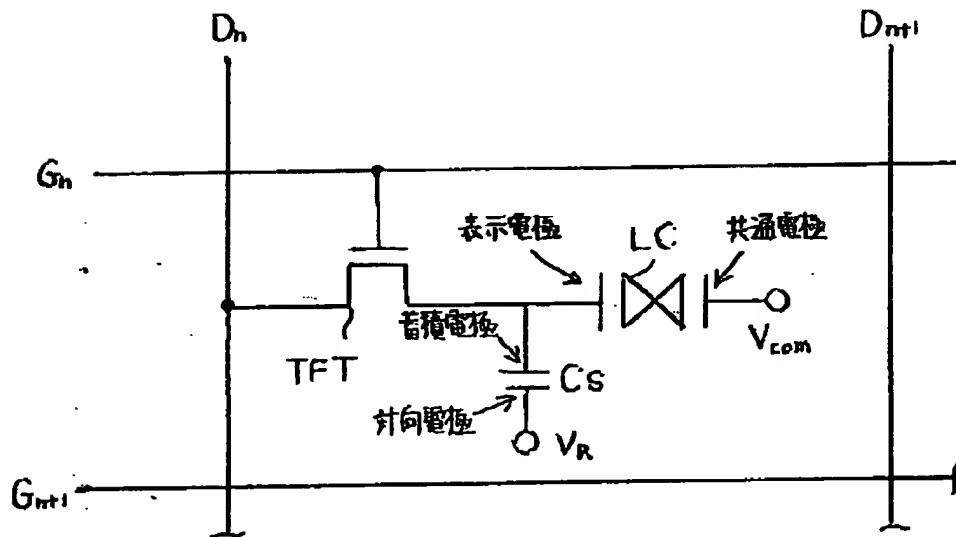 Dn
Dn+1
Gn
表示電極
LC
共通電極
蓄積電極
TFT
CS
Vcom
対向電極
VR
Gn+1